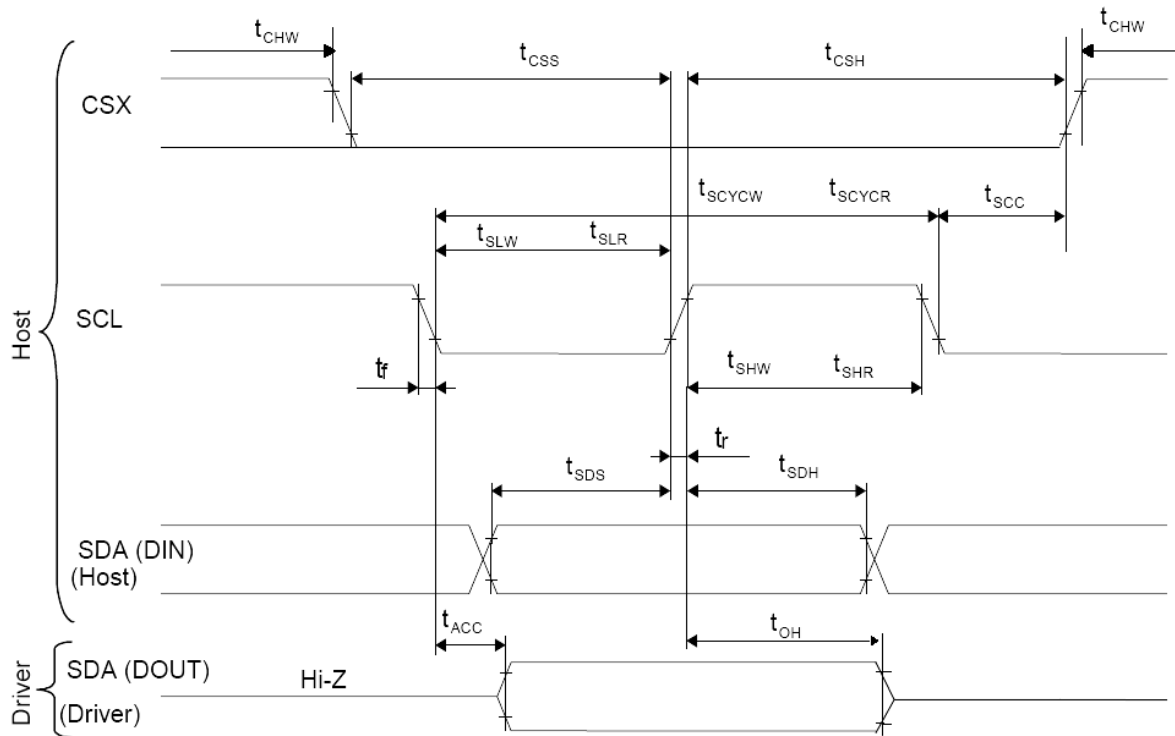 tCHW
tCHW
tCSS
tCSH
CSX
tSCYCW
tSCYCR
tSCC
tSLW
tSLR
SCL
Host
tf
tSHW
tSHR
tr
tSDS
tSDH
SDA (DIN)
(Host)
tACC
tOH
SDA (DOUT)
Hi-Z
(Driver)
Driver